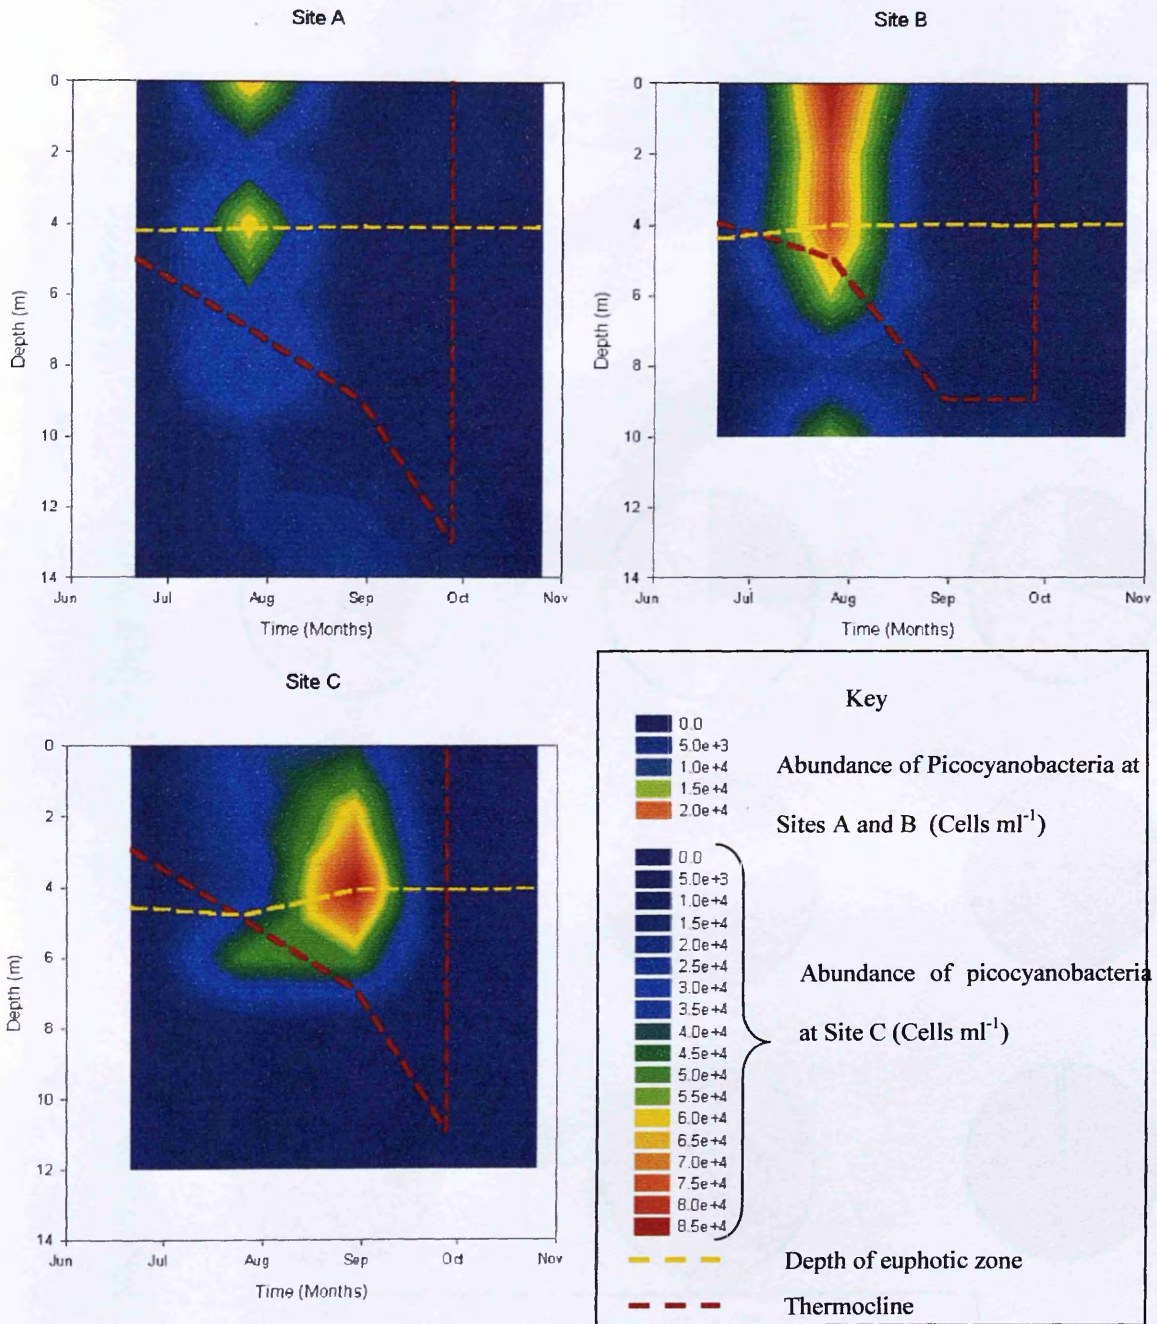 Site A
Site B
0
2
4
6
8
10
12
14
Depth (m)
Jun
Jul
Aug
Sep
Oct
Nov
Time (Months)
0
2
4
6
8
10
12
14
Depth (m)
Jun
Jul
Aug
Sep
Oct
Nov
Time (Months)
Site C
0
2
4
6
8
10
12
14
Depth (m)
Jun
Jul
Aug
Sep
Oct
Nov
Time (Months)
Key
0.0
5.0e+3
1.0e+4
1.5e+4
2.0e+4
Abundance of Picocyanobacteria at
Sites A and B (Cells ml⁻¹)
0.0
5.0e+3
1.0e+4
1.5e+4
2.0e+4
2.5e+4
3.0e+4
3.5e+4
4.0e+4
4.5e+4
5.0e+4
5.5e+4
6.0e+4
6.5e+4
7.0e+4
7.5e+4
8.0e+4
8.5e+4
Abundance of picocyanobacteria
at Site C (Cells ml⁻¹)
Depth of euphotic zone
Thermocline